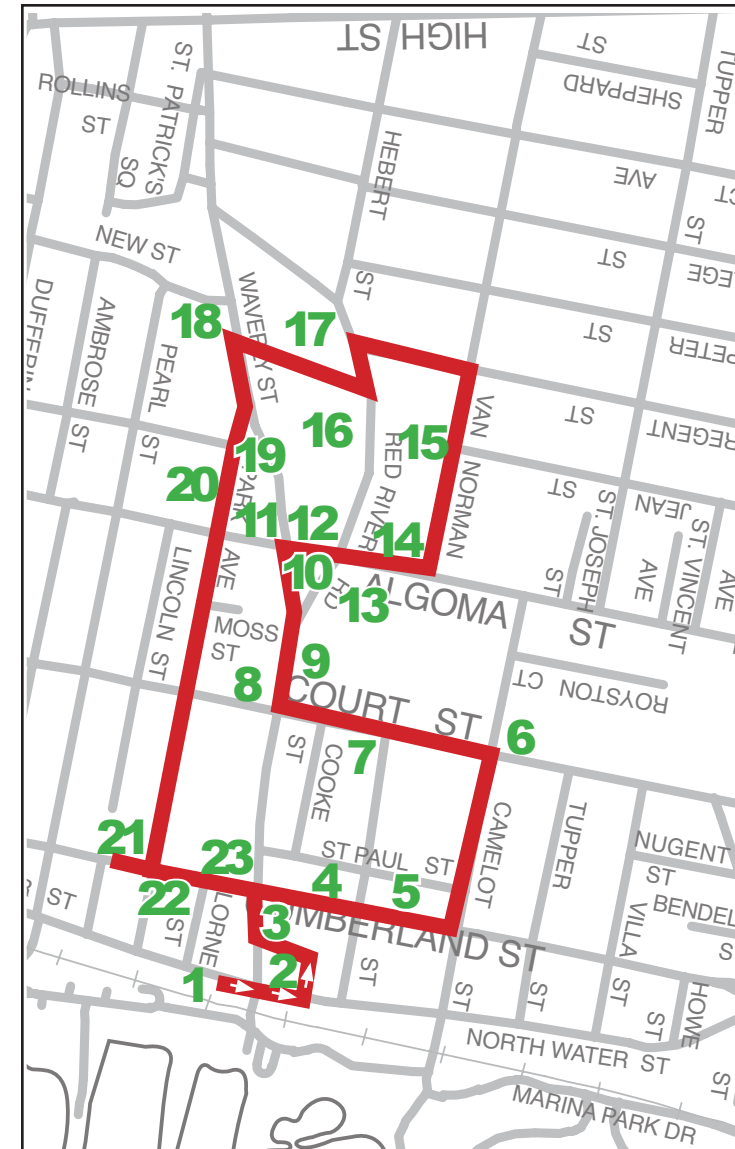 HIGH ST
ST
TUPPER
ST
SHEPPARD
AVE
CT
ST
ROLLINS
ST
ST. PATRICK'S
SQ
HEBERT
ST
NEW ST
WAVERLY ST
18
17
ST
EGE
ST
PETER
ST
REGENT
DUFFERIN
ST
AMBROSE
ST
PEARL
ST
16
15
VAN NORMAN
ST
RED RIVER
RD
19
20
PARK
AVE
11
12
10
14
13
ALGOMA
ST
ST
JEAN
AVE
ST. JOSEPH
ST
ST. VINCENT
AVE
LINCOLN ST
MOSS
ST
9
8
COURT ST
ROYSTON CT
6
7
ST
COOKE
CAMELOT
ST
TUPPER
ST
NUGENT
ST
BENDEL
S
VILLA
ST
HOWE
ST
ST
21
22
23
ST PAUL ST
4
5
CUMBERLAND ST
ST
ST
LORNE
3
2
1
ST
R ST
NORTH WATER ST
MARINA PARK DR